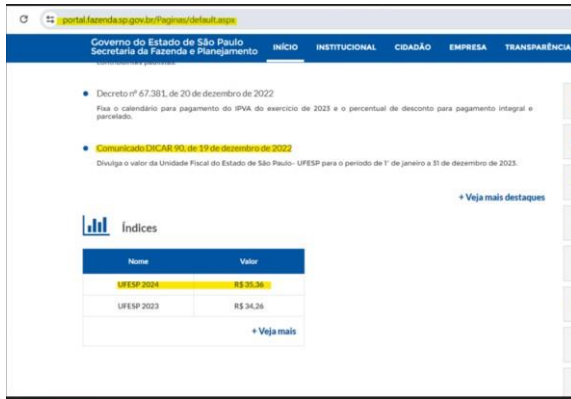 portal.fazenda.sp.gov.br/Paginas/default.aspx
Governo do Estado de São Paulo
Secretaria da Fazenda e Planejamento
INÍCIO INSTITUCIONAL CIDADÃO EMPRESA TRANSPARÊNCIA
contribuintes paulistas.
Decreto nº 67.381, de 20 de dezembro de 2022
Fixa o calendário para pagamento do IPVA do exercício de 2023 e o percentual de desconto para pagamento integral e
parcelado.
Comunicado DICAR 90, de 19 de dezembro de 2022
Divulga o valor da Unidade Fiscal do Estado de São Paulo- UFESP para o período de 1º de janeiro a 31 de dezembro de 2023.
+ Veja mais destaques
Índices
Nome Valor
UFESP 2024 R$ 35,36
UFESP 2023 R$ 34,26
+ Veja mais